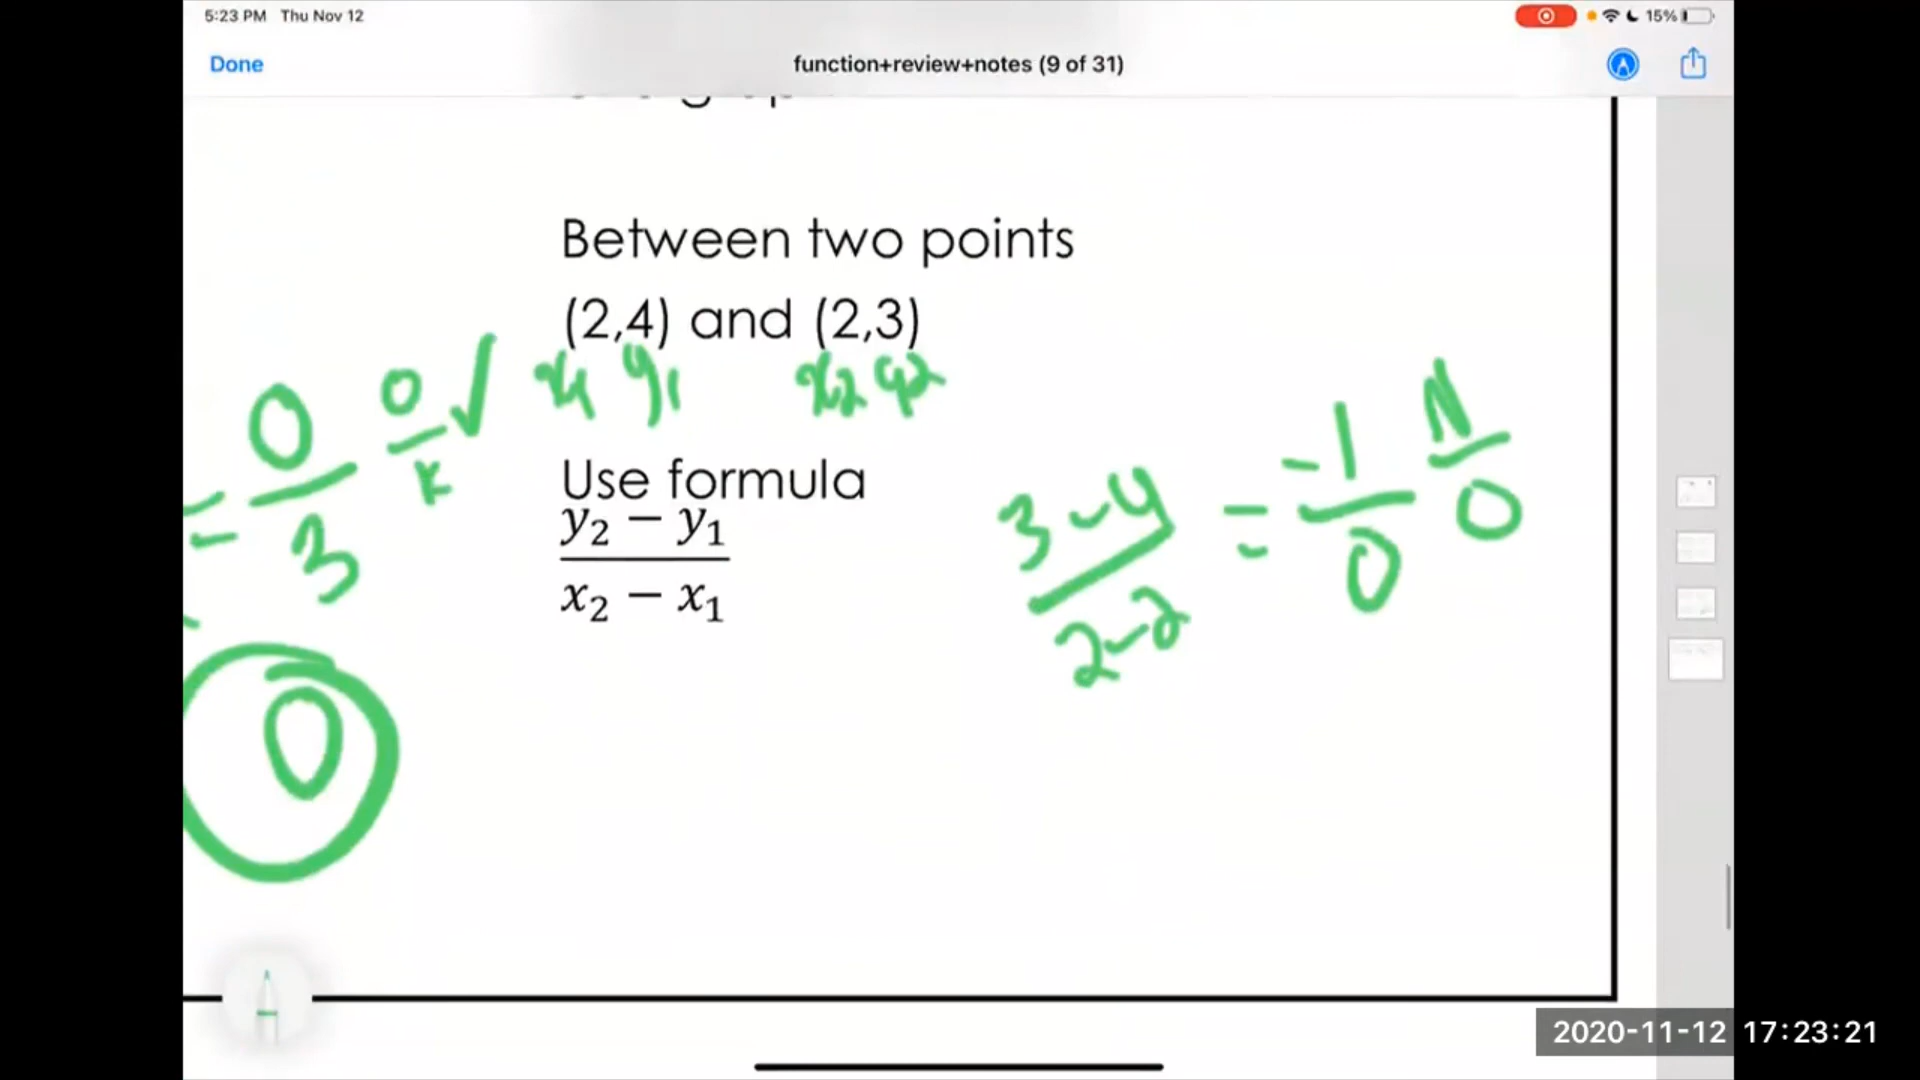 5:23 PM Thu Nov 12
15%
Done
function+review+notes (9 of 31)
Between two points
(2,4) and (2,3)
x1 y1 x2 y2
Use formula
y₂ − y₁
x₂ − x₁
= 0/3
0/K ✓
0
3-4
2-2
= -1/0
N/0
2020-11-12 17:23:21